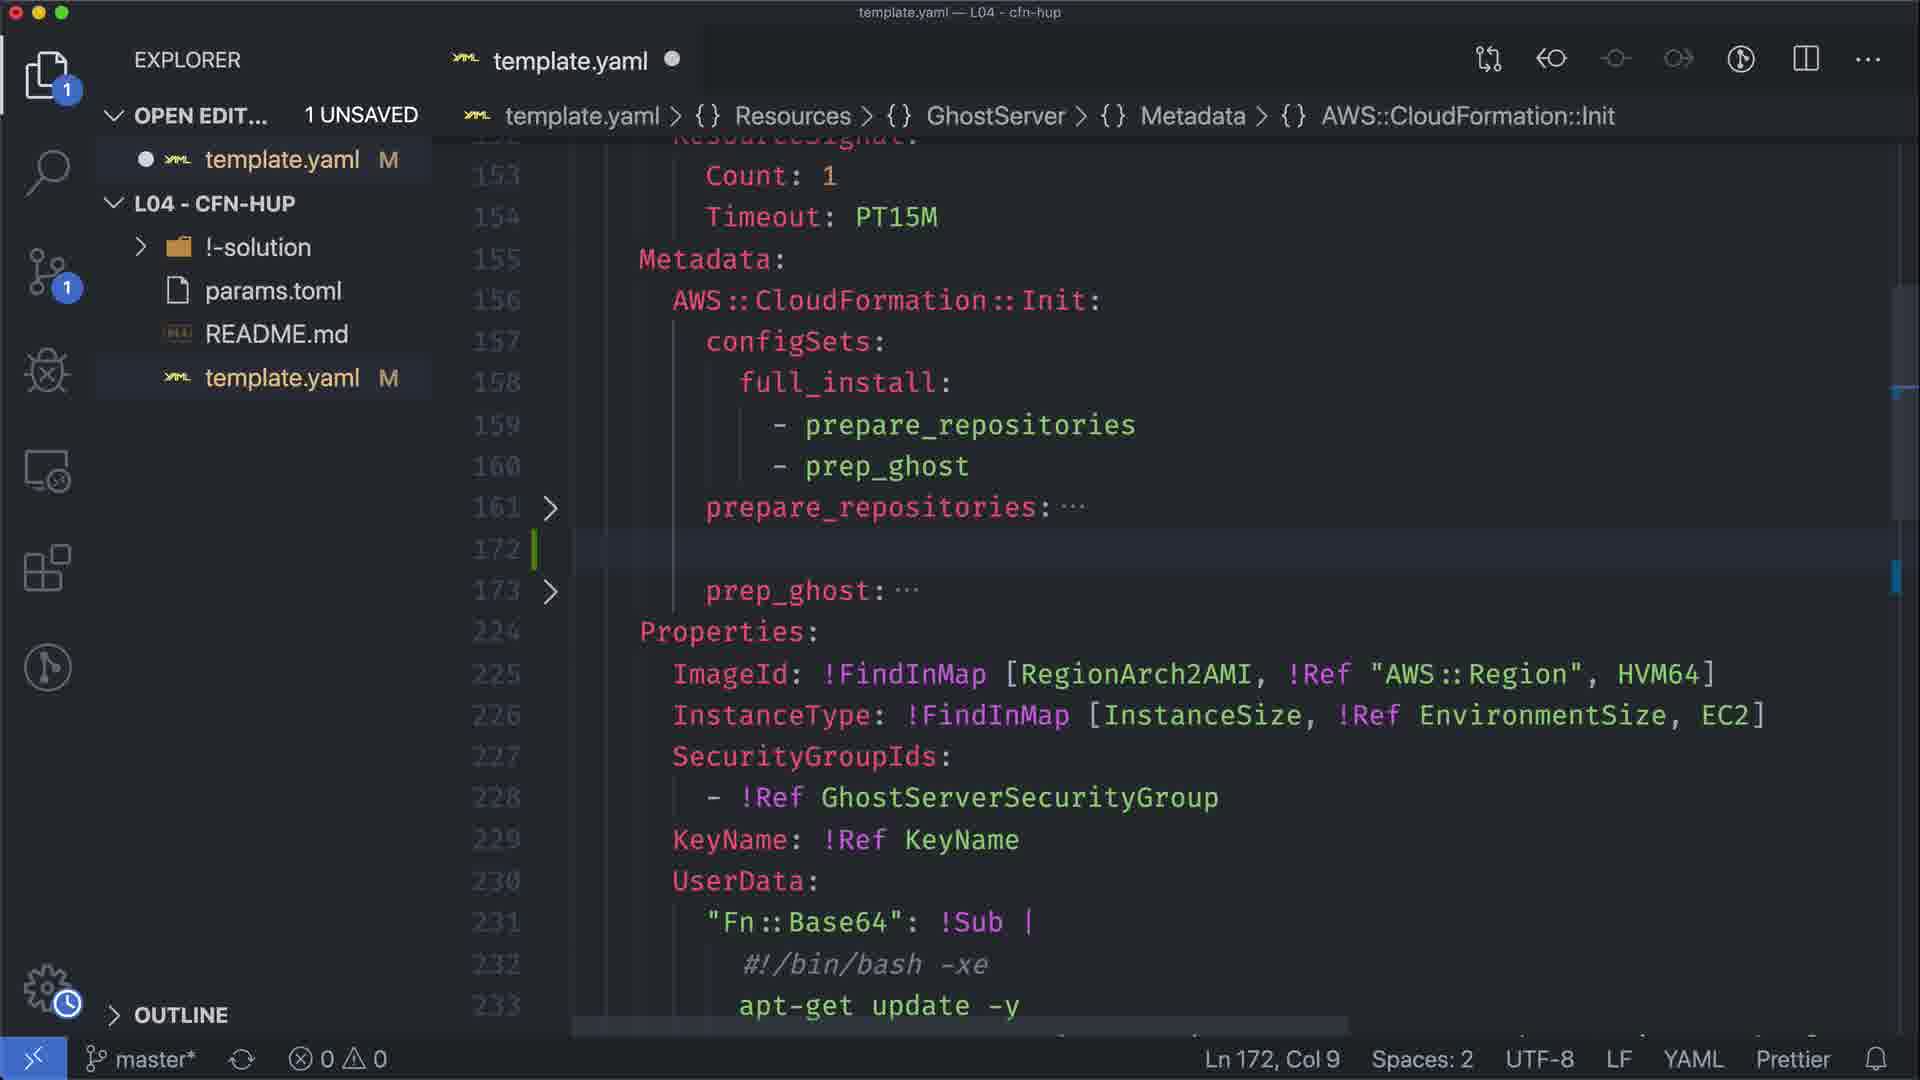 template.yaml — L04 - cfn-hup
EXPLORER
template.yaml
1
OPEN EDIT... 1 UNSAVED
template.yaml > {} Resources > {} GhostServer > {} Metadata > {} AWS::CloudFormation::Init
template.yaml M
L04 - CFN-HUP
!-solution
params.toml
README.md
template.yaml M
1
152 ResourceSignal:
153 Count: 1
154 Timeout: PT15M
155 Metadata:
156 AWS::CloudFormation::Init:
157 configSets:
158 full_install:
159 - prepare_repositories
160 - prep_ghost
161 > prepare_repositories: ...
172
173 > prep_ghost: ...
224 Properties:
225 ImageId: !FindInMap [RegionArch2AMI, !Ref "AWS::Region", HVM64]
226 InstanceType: !FindInMap [InstanceSize, !Ref EnvironmentSize, EC2]
227 SecurityGroupIds:
228 - !Ref GhostServerSecurityGroup
229 KeyName: !Ref KeyName
230 UserData:
231 "Fn::Base64": !Sub |
232 #!/bin/bash -xe
233 apt-get update -y
OUTLINE
master* 0 0
Ln 172, Col 9 Spaces: 2 UTF-8 LF YAML Prettier